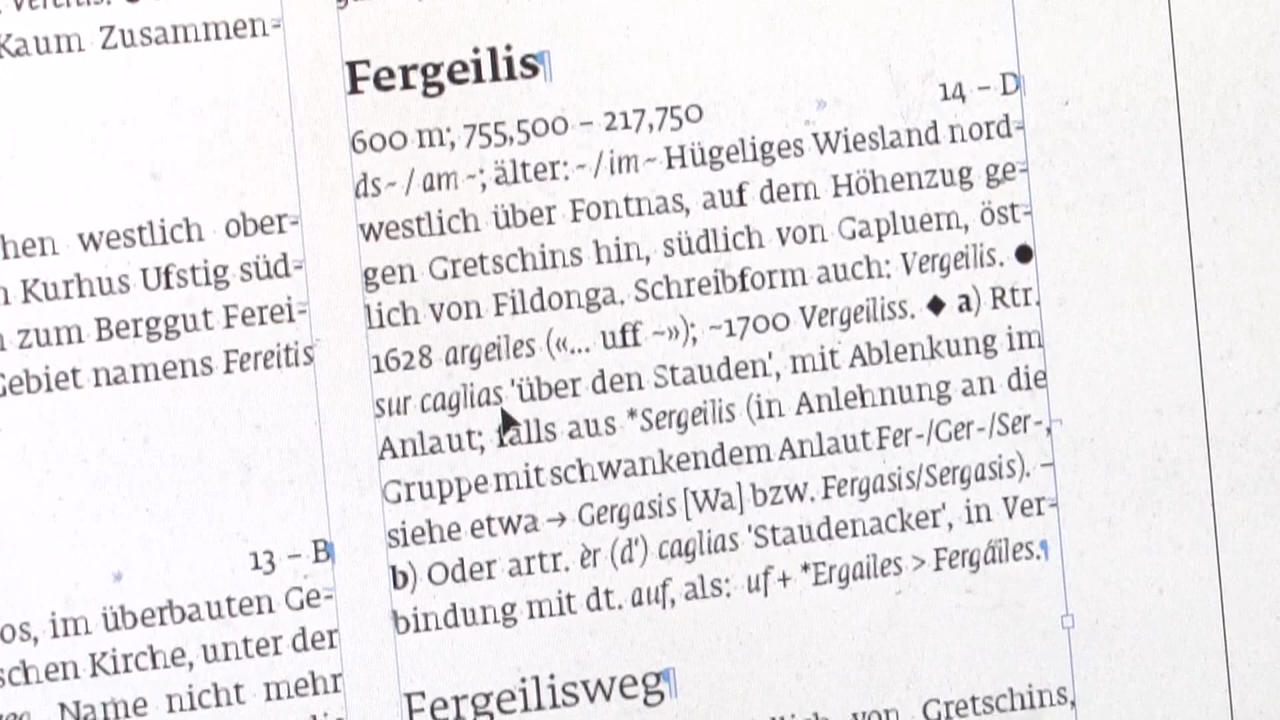 Kaum Zusammen-
hen westlich ober-
Kurhus Ufstig süd-
zum Berggut Ferei-
Gebiet namens Fereitis
13 – B
os, im überbauten Ge-
schen Kirche, unter der
Name nicht mehr
Fergeilis
600 m; 755,500 – 217,750
14 – D
ds ~ / am ~; älter: ~ / im ~ Hügeliges Wiesland nord-
westlich über Fontnas, auf dem Höhenzug ge-
gen Gretschins hin, südlich von Gapluem, öst-
lich von Fildonga. Schreibform auch: Vergeilis. ●
1628 argeiles («... uff ~»); ~1700 Vergeiliss. ◆ a) Rtr.
sur caglias 'über den Stauden', mit Ablenkung im
Anlaut; falls aus *Sergeilis (in Anlehnung an die
Gruppe mit schwankendem Anlaut Fer-/Ger-/Ser-,
siehe etwa → Gergasis [Wa] bzw. Fergasis/Sergasis). –
b) Oder artr. èr (d') caglias 'Staudenacker', in Ver-
bindung mit dt. auf, als: uf + *Ergailes > Fergäiles.
Fergeilisweg
von Gretschins,